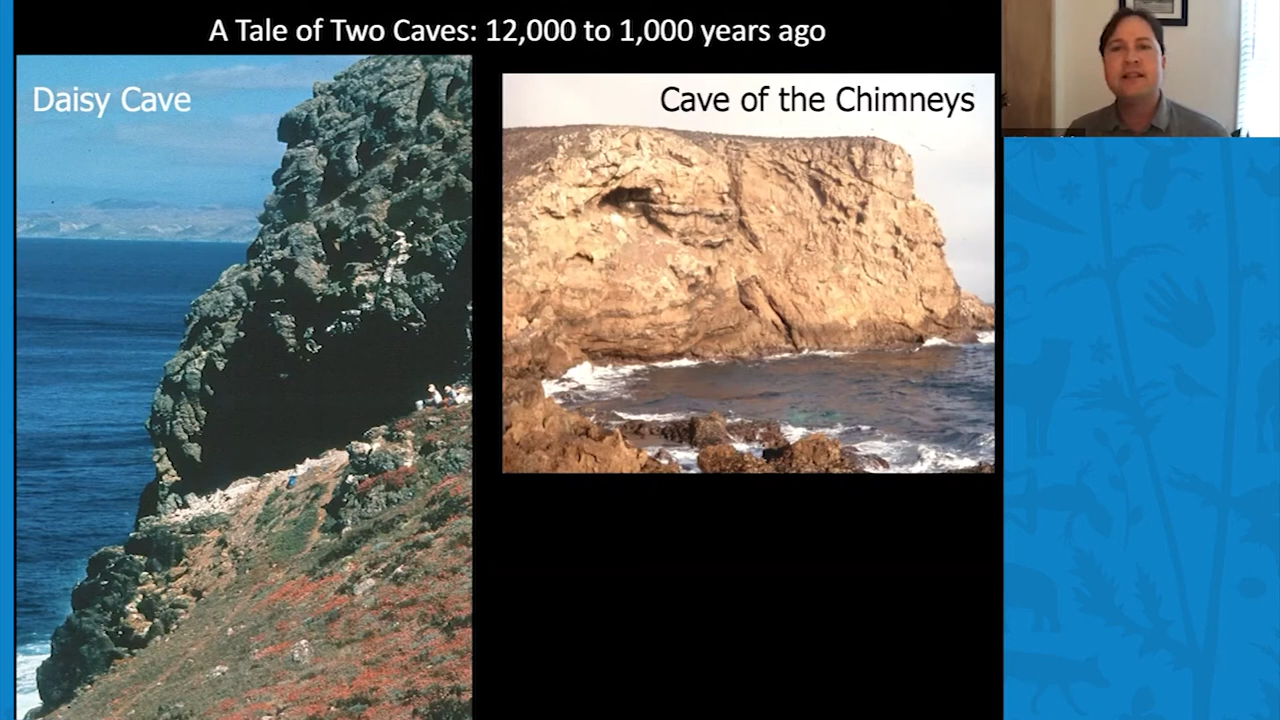 A Tale of Two Caves: 12,000 to 1,000 years ago
Daisy Cave
Cave of the Chimneys